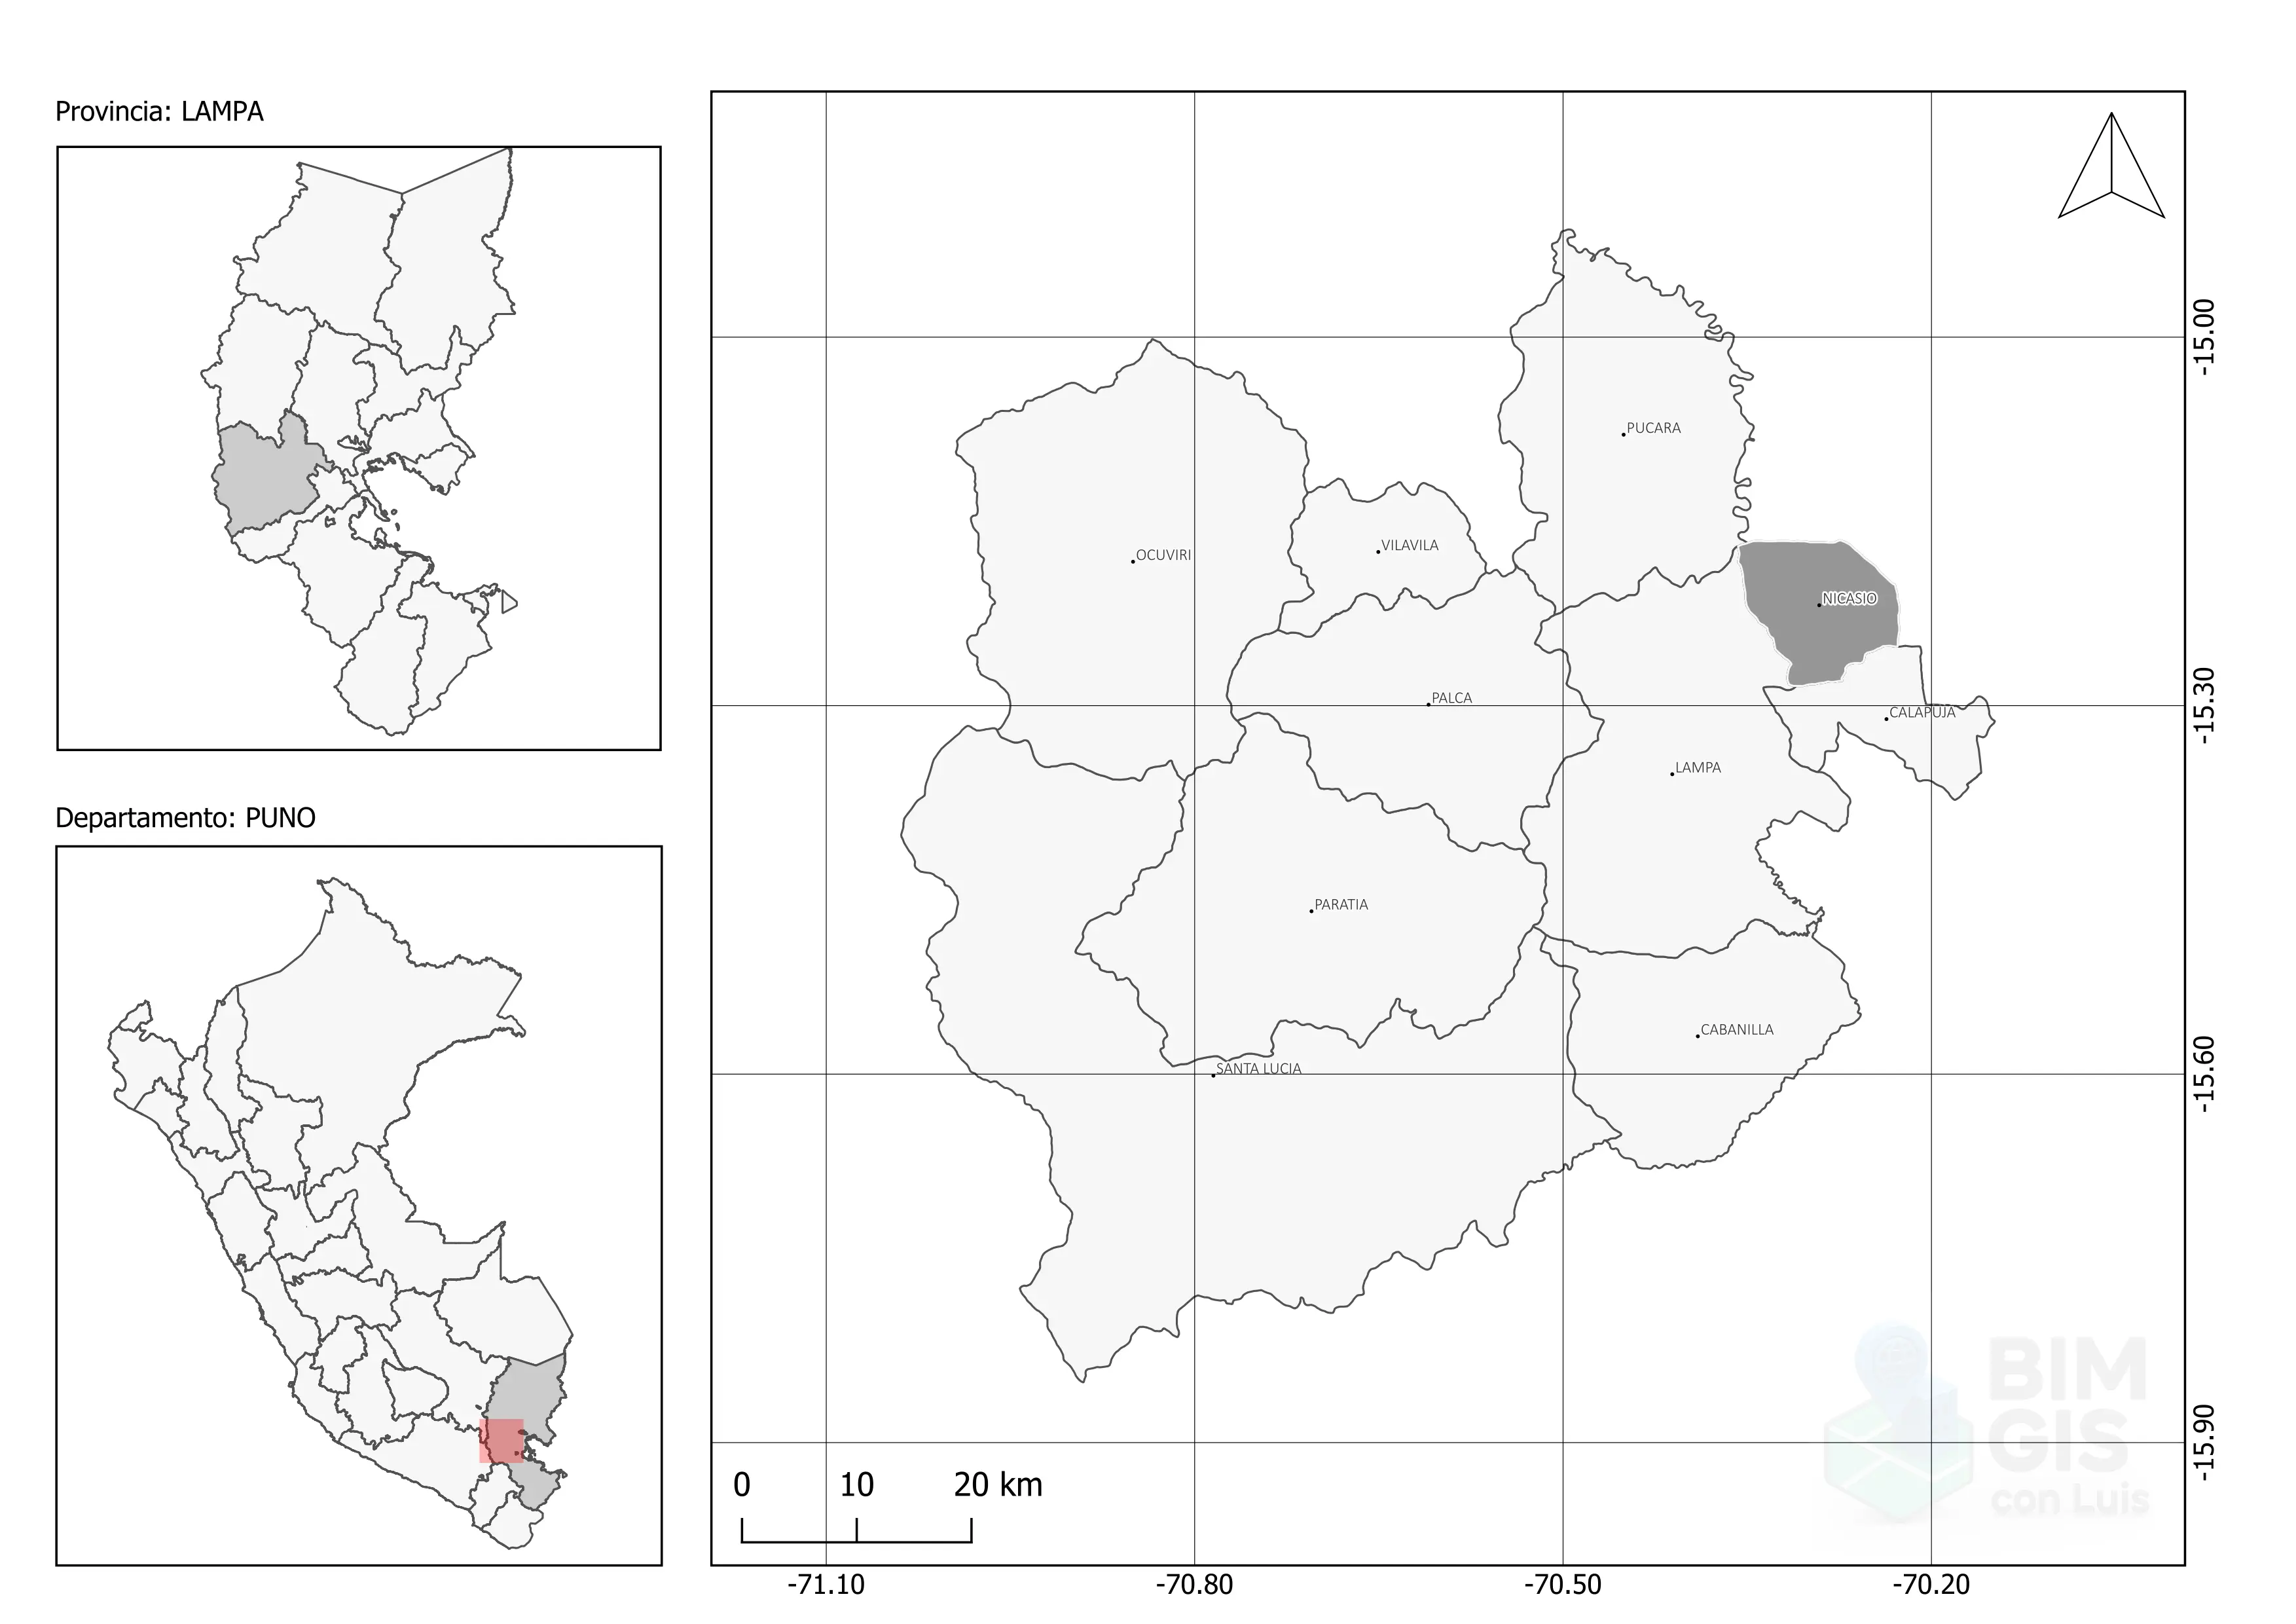 Provincia: LAMPA
Departamento: PUNO
PUCARA
OCUVIRI
VILAVILA
NICASIO
PALCA
CALAPUJA
LAMPA
PARATIA
CABANILLA
SANTA LUCIA
-15.00
-15.30
-15.60
-15.90
0 10 20 km
-71.10 -70.80 -70.50 -70.20
BIM
GIS
con Luis